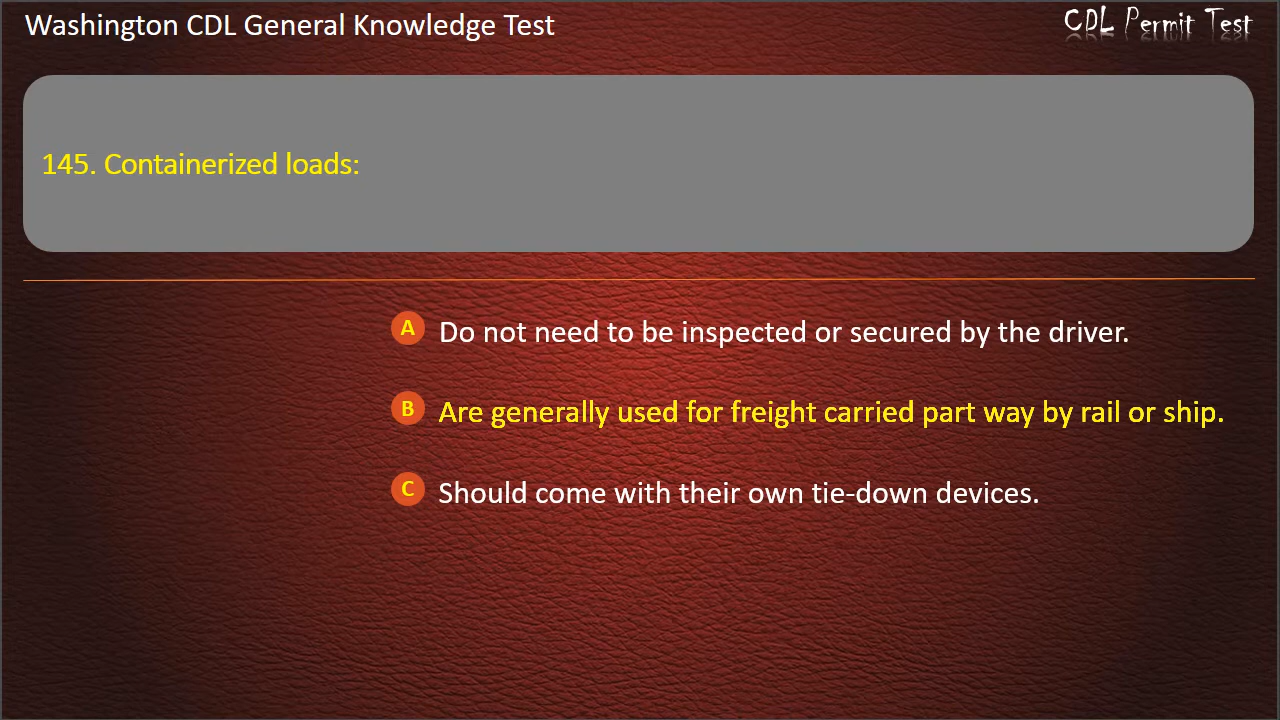 Washington CDL General Knowledge Test
CDL Permit Test
145. Containerized loads:
A Do not need to be inspected or secured by the driver.
B Are generally used for freight carried part way by rail or ship.
C Should come with their own tie-down devices.